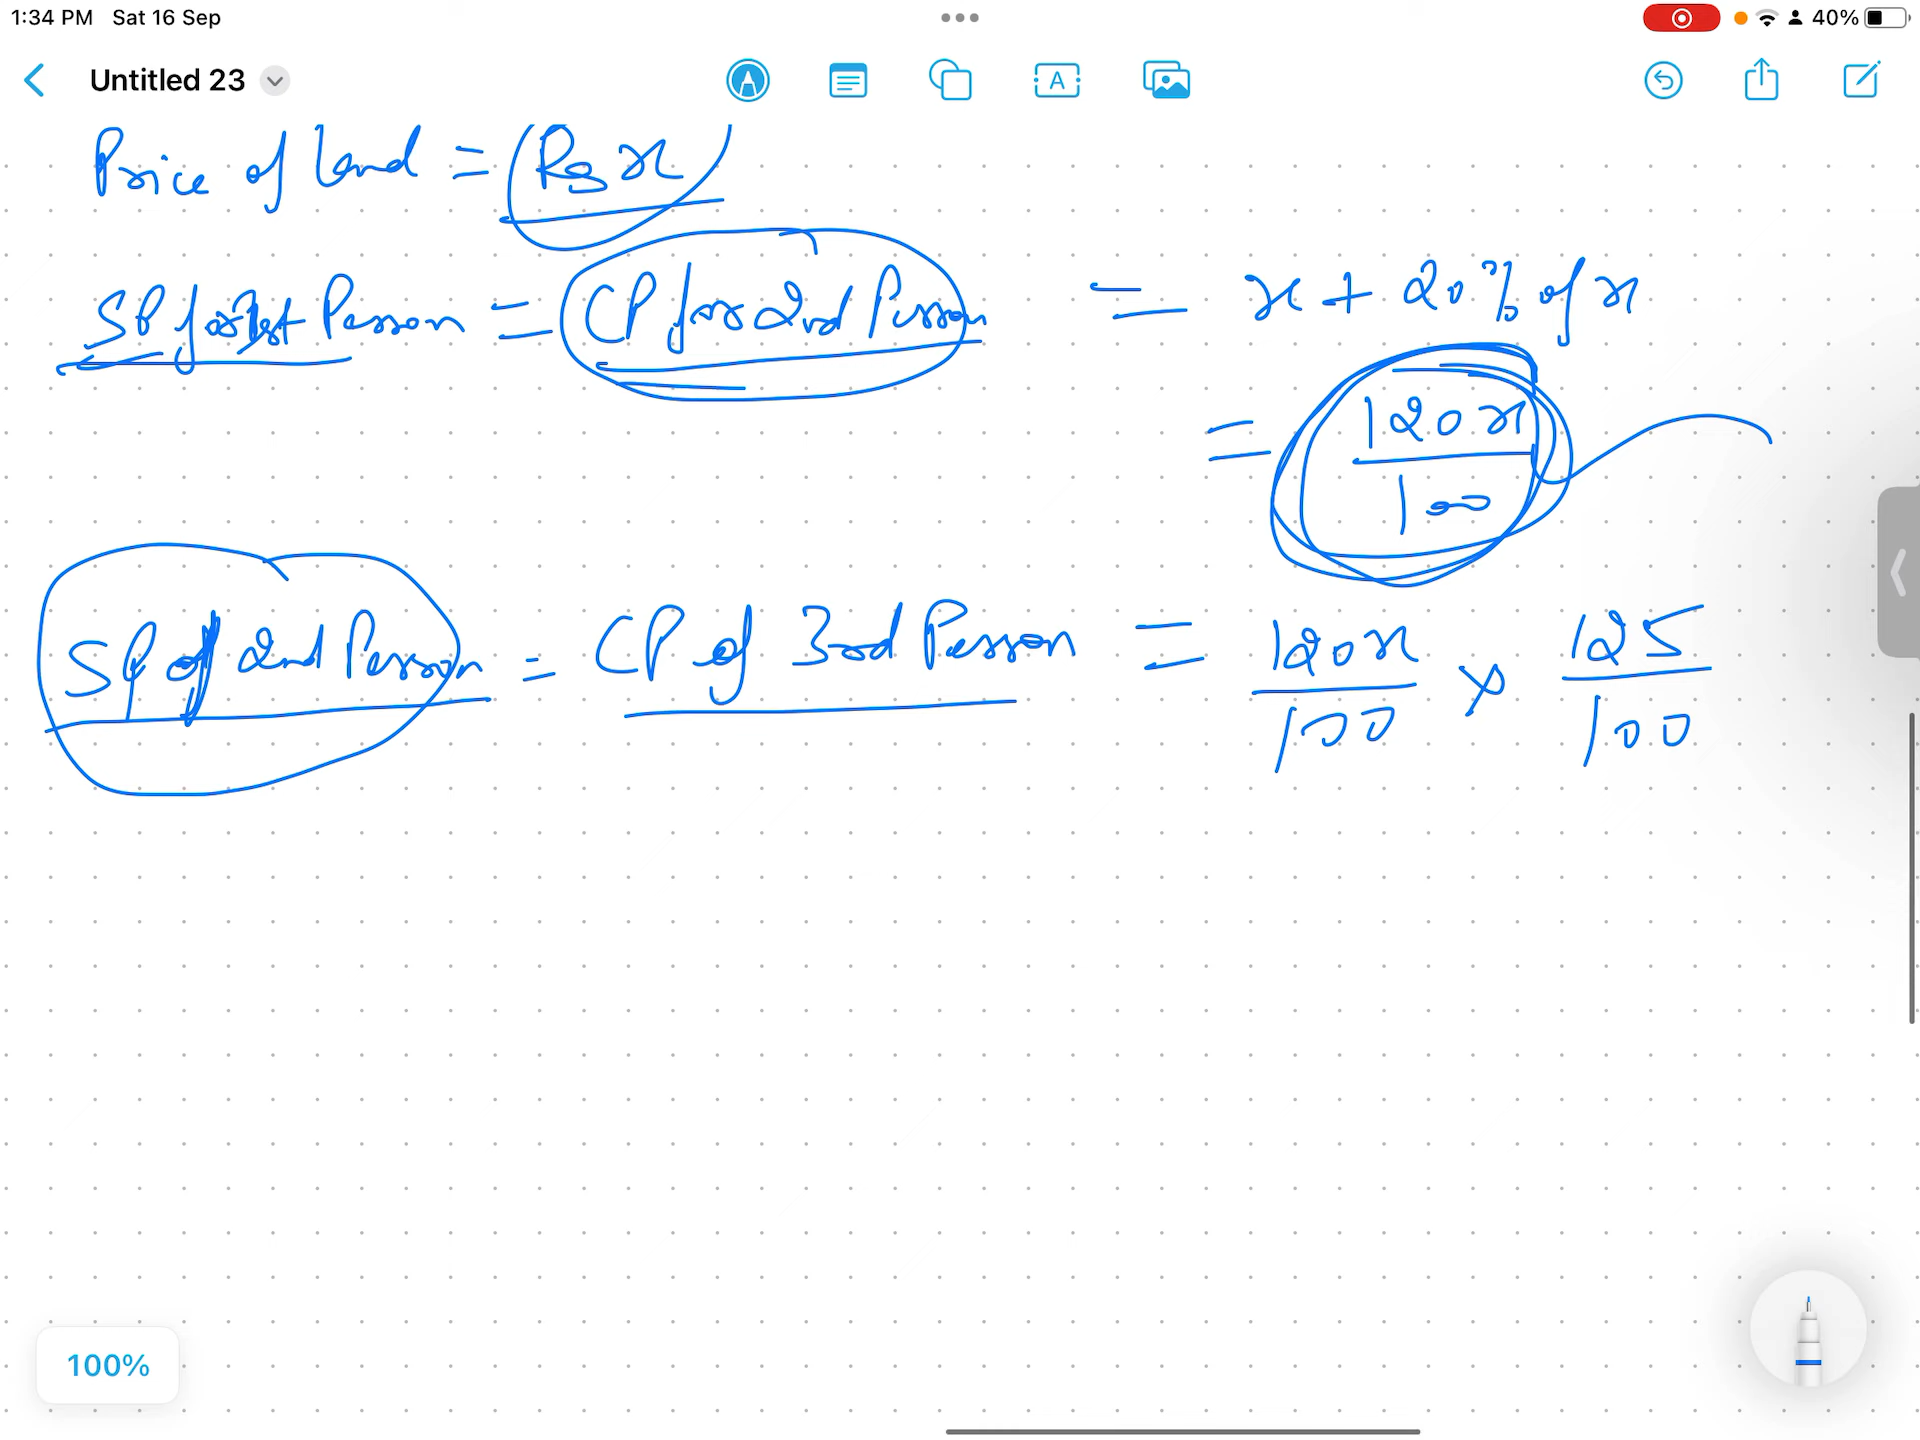 1:34 PM Sat 16 Sep
40%
Untitled 23
A
Price of land = Rs x
SP for 1st Person = CP for 2nd Person = x + 20% of x
= 120x
100
SP of 2nd Person = CP of 3rd Person = 120x/100 × 125/100
100%